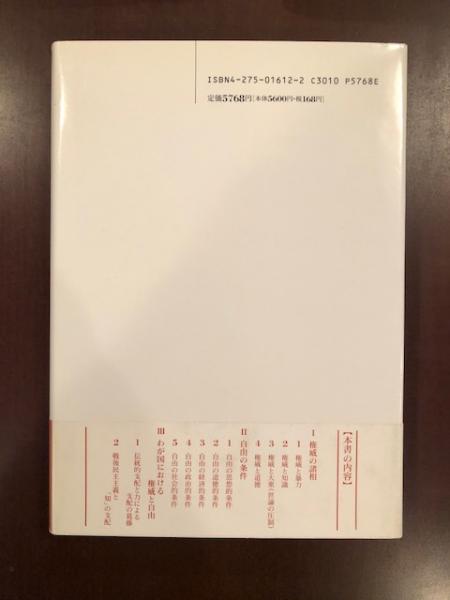 ISBN4-275-01612-2 C3010 P5768E
定価5768円[本体5600円・税168円]
【本書の内容】
I 権威の諸相
1 権威と暴力
2 権威と知識
3 権威と大衆(世論の圧制)
4 権威と道徳
II 自由の条件
1 自由の思想的条件
2 自由の道徳的条件
3 自由の経済的条件
4 自由の政治的条件
5 自由の社会的条件
III わが国における
権威と自由
1 伝統的支配と力による
支配の葛藤
2 戦後民主主義と
「知」の支配